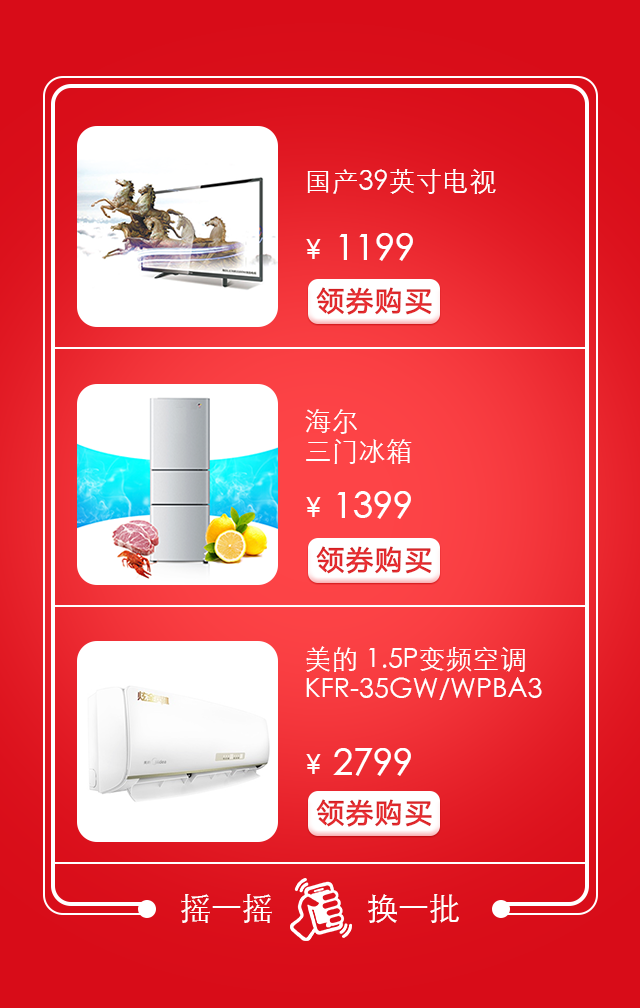 国产39英寸电视
¥ 1199
领券购买
海尔
三门冰箱
¥ 1399
领券购买
美的 1.5P变频空调
KFR-35GW/WPBA3
¥ 2799
领券购买
摇一摇 换一批